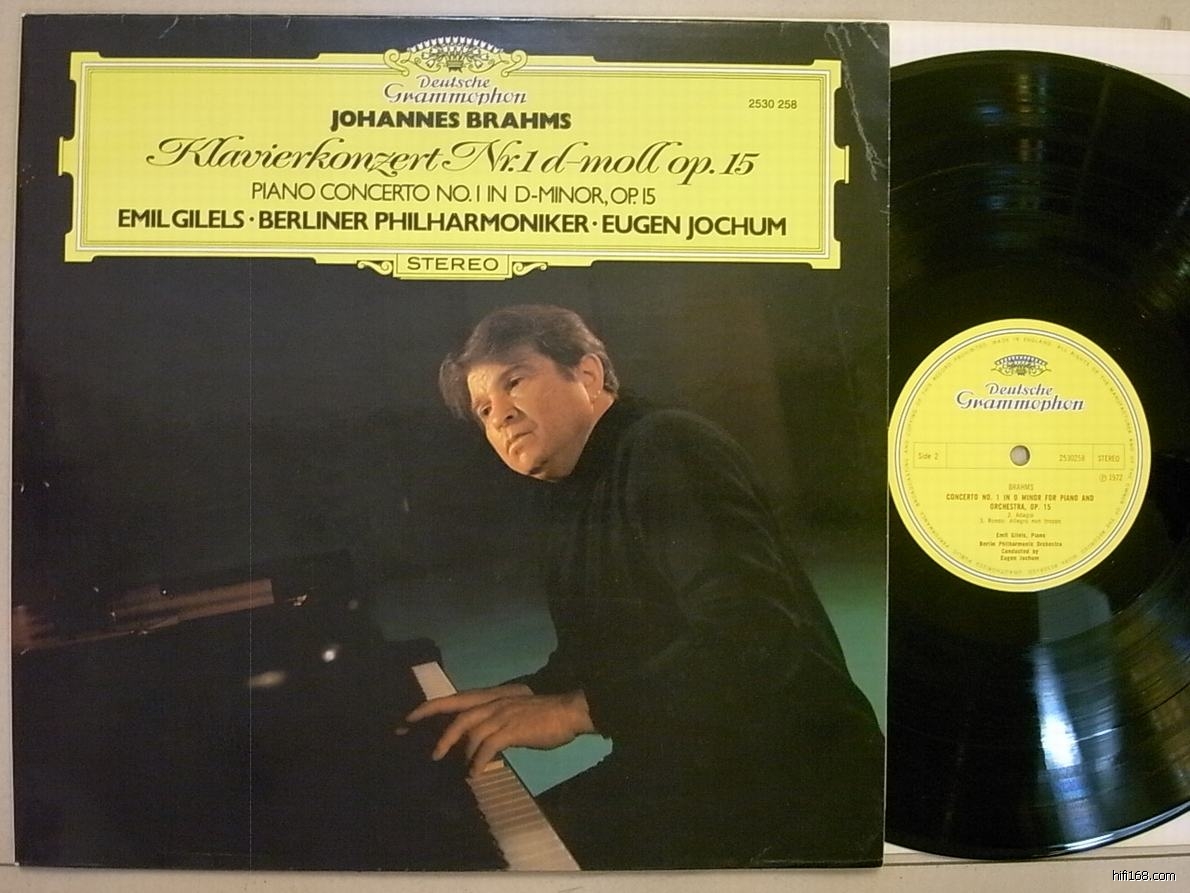 Deutsche
Grammophon
2530 258
JOHANNES BRAHMS
Klavierkonzert Nr.1 d-moll op.15
PIANO CONCERTO NO.1 IN D-MINOR, OP. 15
EMIL GILELS · BERLINER PHILHARMONIKER · EUGEN JOCHUM
STEREO
Deutsche
Grammophon
Side 2
2530258
STEREO
Ⓟ 1972
BRAHMS
CONCERTO NO. 1 IN D MINOR FOR PIANO AND
ORCHESTRA, OP. 15
2. Adagio
3. Rondo: Allegro non troppo
Emil Gilels, Piano
Berlin Philharmonic Orchestra
Conducted by
Eugen Jochum
MADE IN ENGLAND
hifi168.com